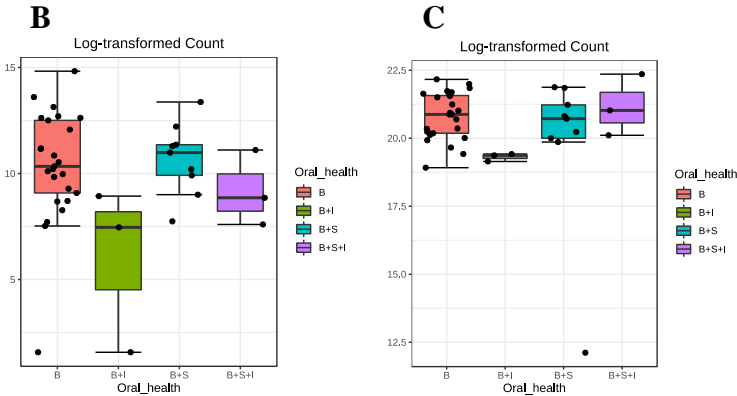 B
Log-transformed Count
15
10
5
B
B+I
B+S
B+S+I
Oral_health
Oral_health
B
B+I
B+S
B+S+I
C
Log-transformed Count
22.5
20.0
17.5
15.0
12.5
B
B+I
B+S
B+S+I
Oral_health
Oral_health
B
B+I
B+S
B+S+I